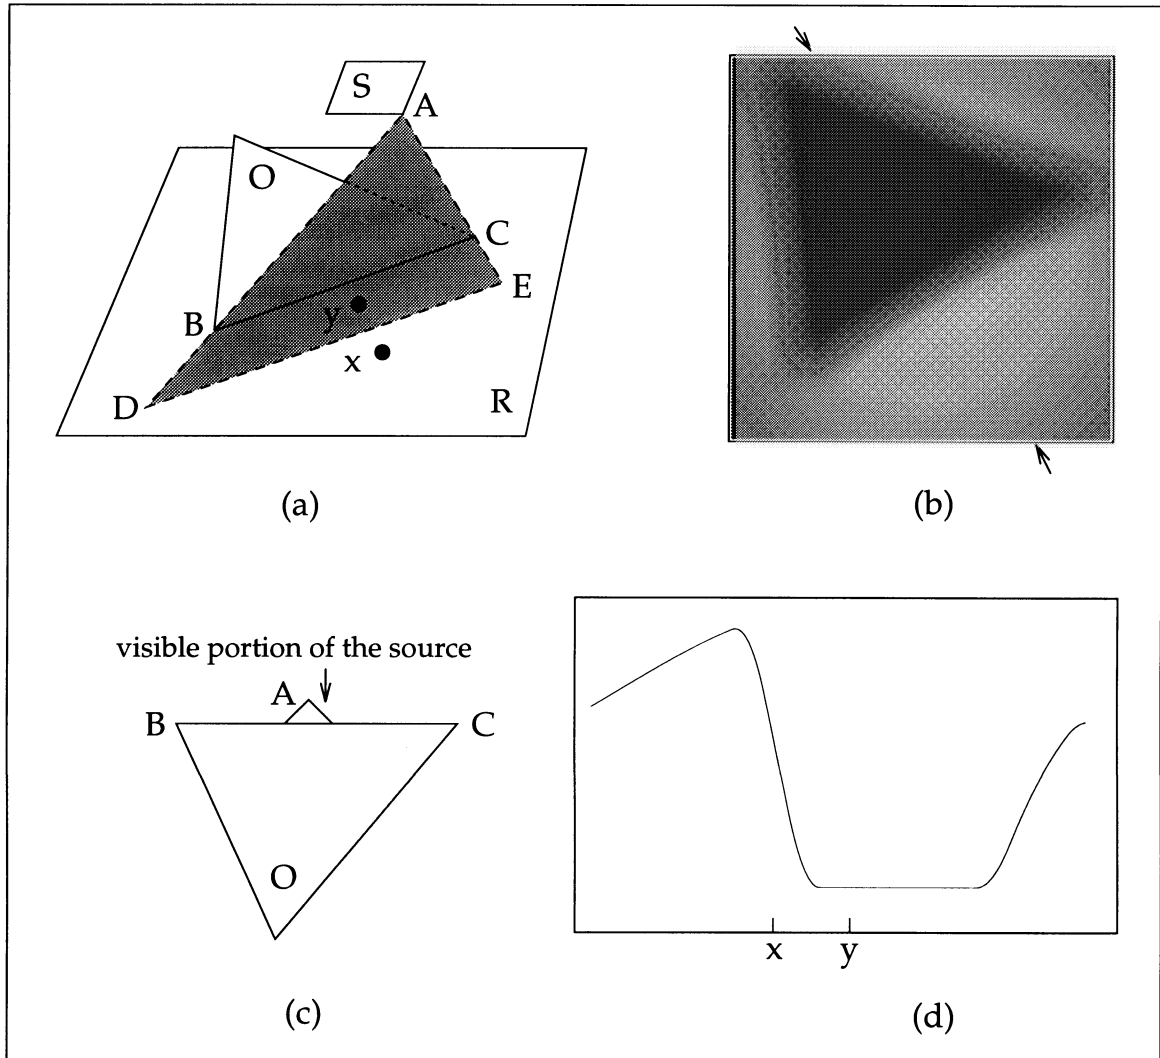 S
A
O
C
E
B
y
x
D
R
(a)
(b)
visible portion of the source
A
B
C
O
(c)
x
y
(d)